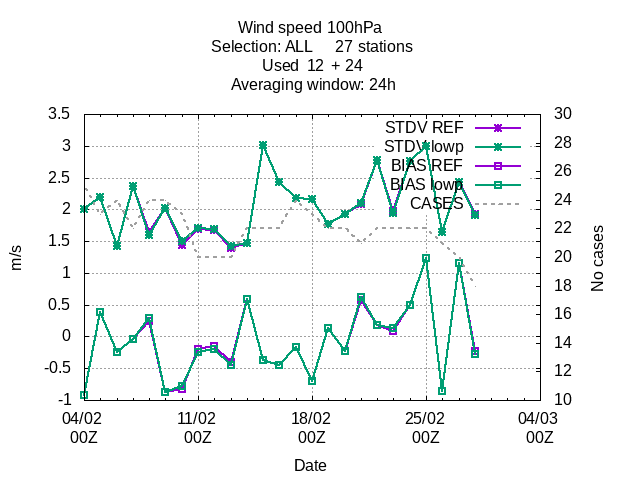 Wind speed 100hPa
Selection: ALL 27 stations
Used 12 + 24
Averaging window: 24h
3.5
3
2.5
2
1.5
1
0.5
0
-0.5
-1
m/s
STDV REF
STDV lowp
BIAS REF
BIAS lowp
CASES
30
28
26
24
22
20
18
16
14
12
10
No cases
04/02 11/02 18/02 25/02 04/03
00Z 00Z 00Z 00Z 00Z
Date